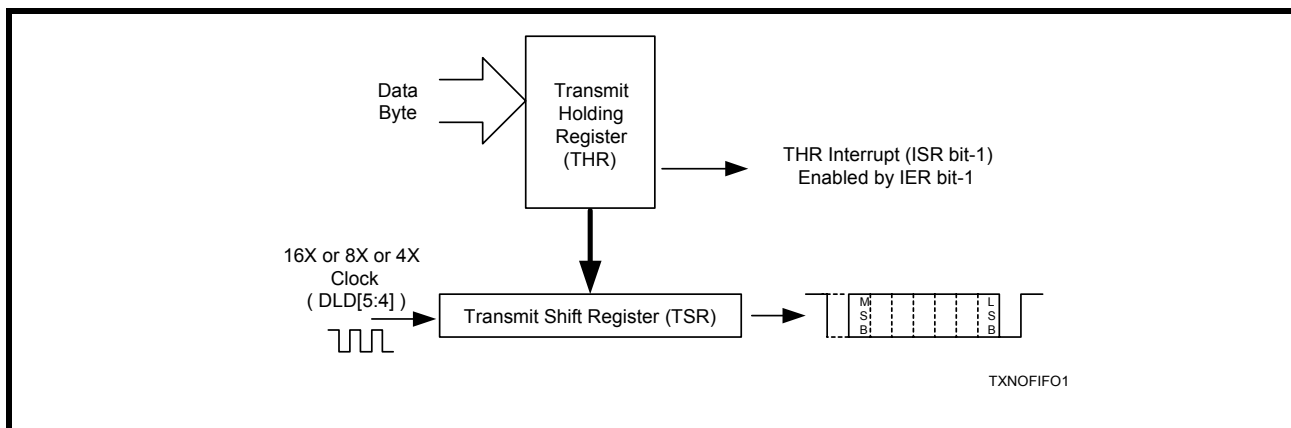 Data
Byte
Transmit
Holding
Register
(THR)
THR Interrupt (ISR bit-1)
Enabled by IER bit-1
16X or 8X or 4X
Clock
( DLD[5:4] )
Transmit Shift Register (TSR)
M
S
B
L
S
B
TXNOFIFO1